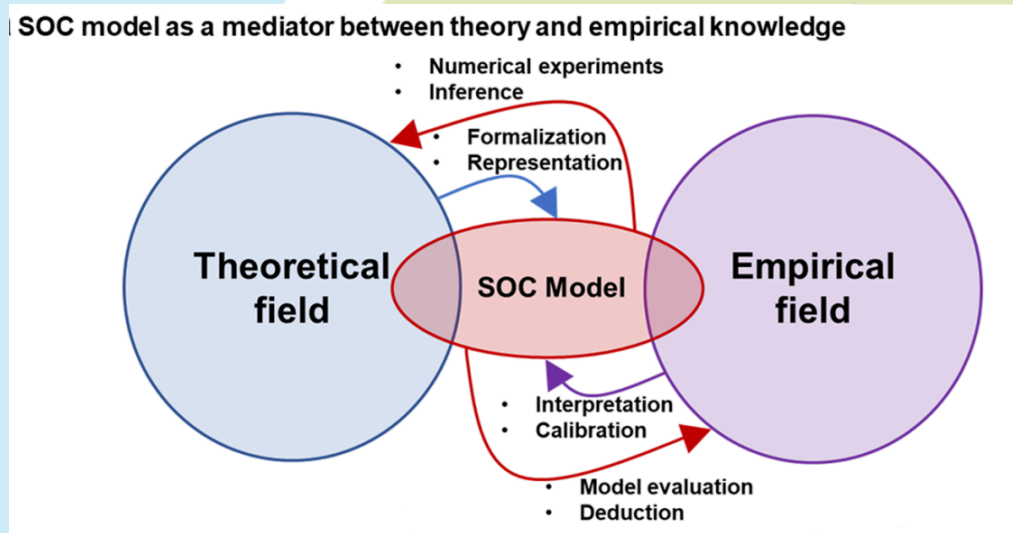 SOC model as a mediator between theory and empirical knowledge
• Numerical experiments
• Inference
• Formalization
• Representation
Theoretical
field
SOC Model
Empirical
field
• Interpretation
• Calibration
• Model evaluation
• Deduction